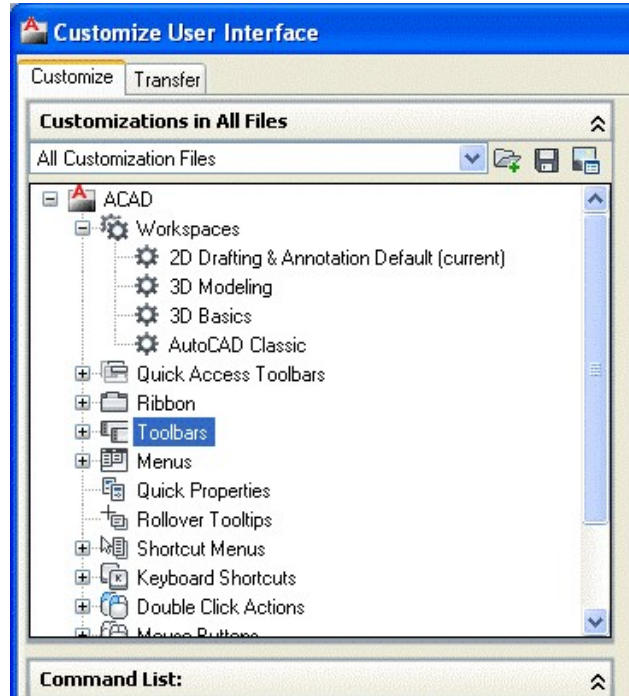 Customize User Interface
Customize Transfer
Customizations in All Files
All Customization Files
ACAD
Workspaces
2D Drafting & Annotation Default (current)
3D Modeling
3D Basics
AutoCAD Classic
Quick Access Toolbars
Ribbon
Toolbars
Menus
Quick Properties
Rollover Tooltips
Shortcut Menus
Keyboard Shortcuts
Double Click Actions
Mouse Buttons
Command List: